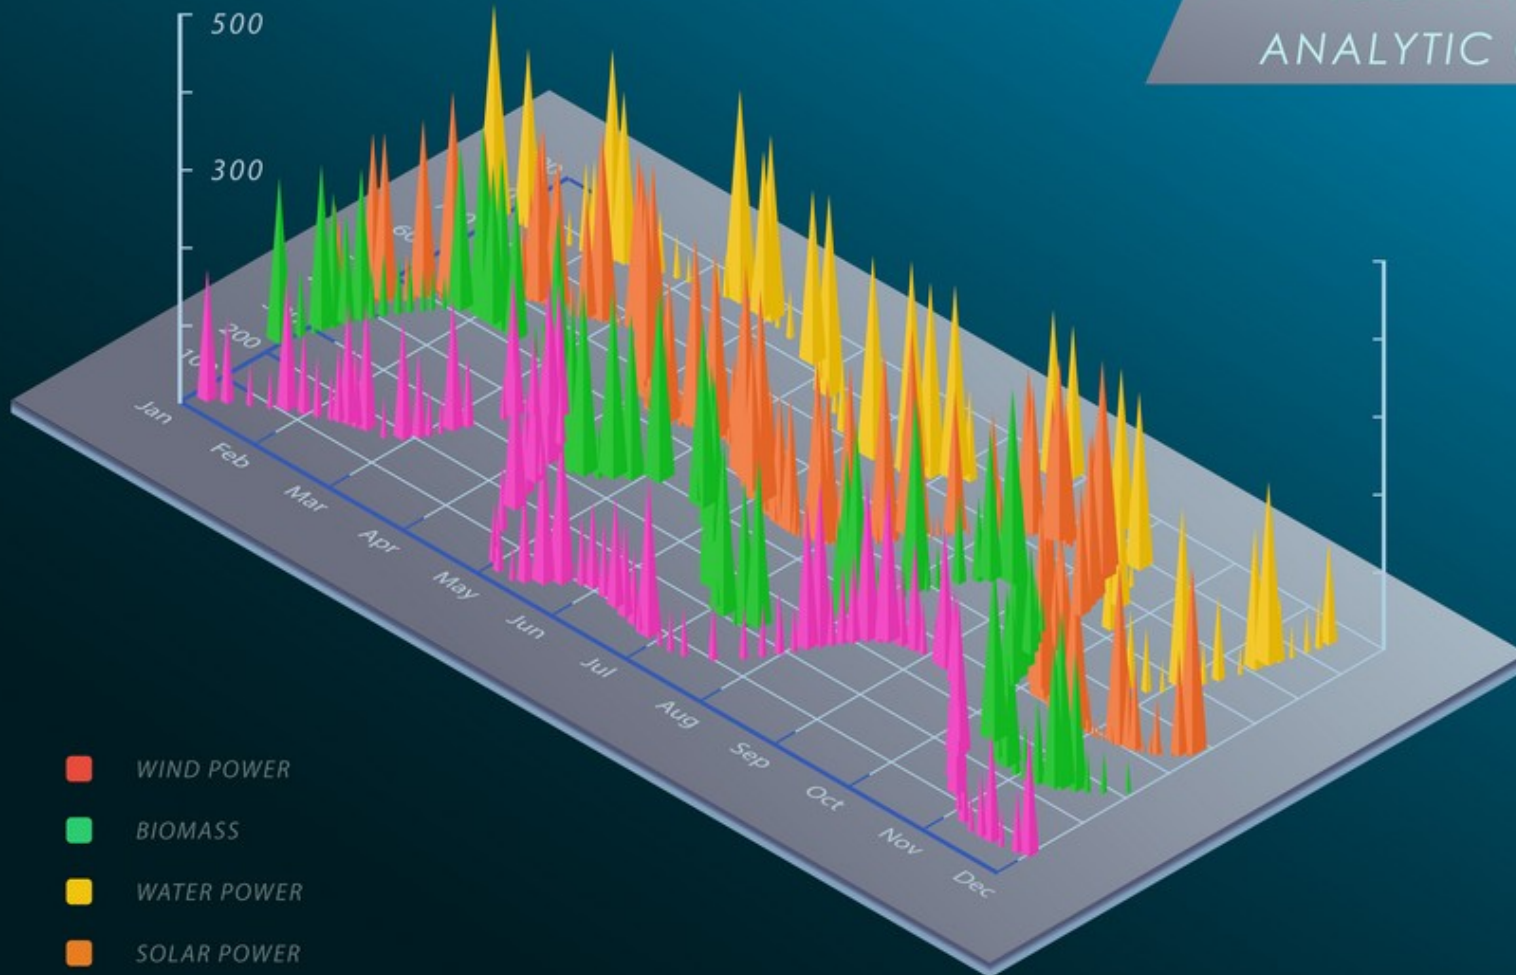 ANALYTIC
500
300
200
Jan
Feb
Mar
Apr
May
Jun
Jul
Aug
Sep
Oct
Nov
Dec
WIND POWER
BIOMASS
WATER POWER
SOLAR POWER